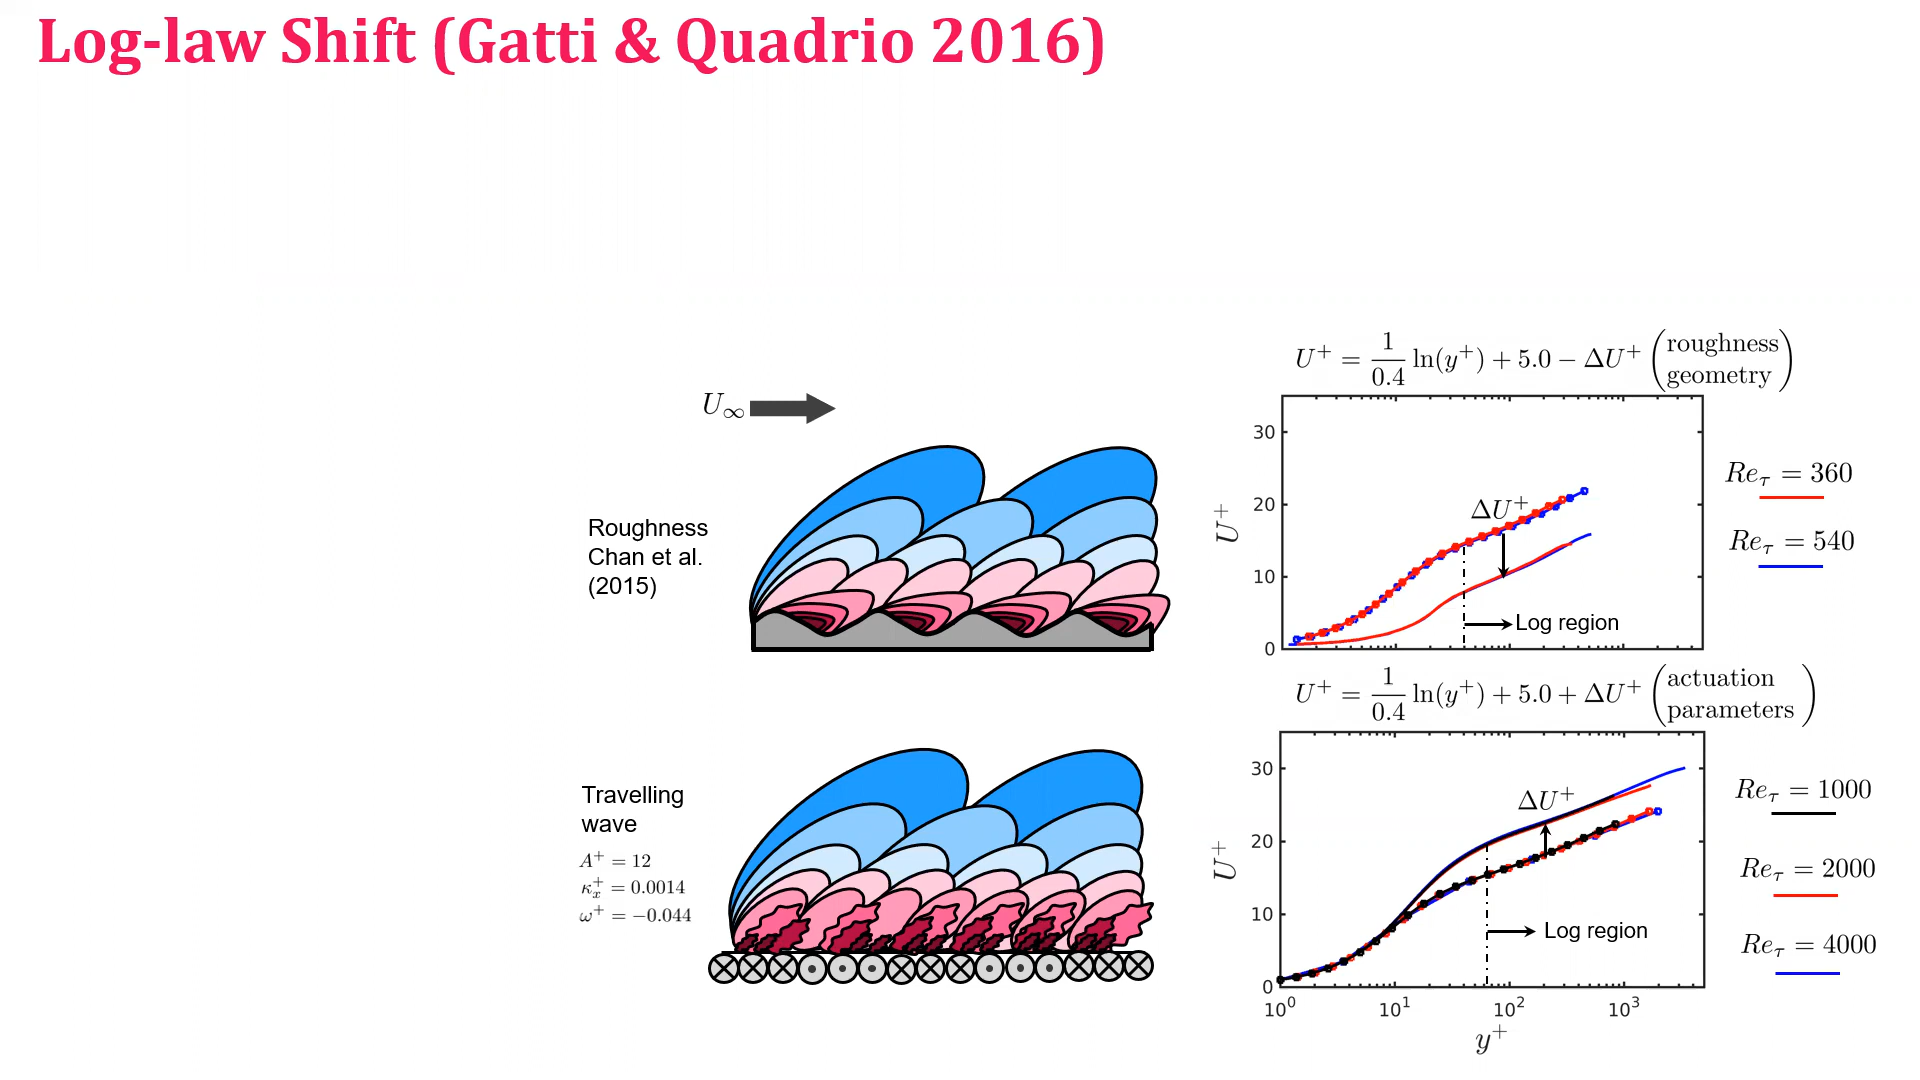 Log-law Shift (Gatti & Quadrio 2016)
U∞
Roughness
Chan et al.
(2015)
U⁺ = 1/0.4 ln(y⁺) + 5.0 − ΔU⁺ (roughness
geometry)
30
20
10
0
U⁺
ΔU⁺
Log region
Reτ = 360
Reτ = 540
Travelling
wave
A⁺ = 12
κₓ⁺ = 0.0014
ω⁺ = −0.044
U⁺ = 1/0.4 ln(y⁺) + 5.0 + ΔU⁺ (actuation
parameters)
30
20
10
0
U⁺
ΔU⁺
Log region
10⁰ 10¹ 10² 10³
y⁺
Reτ = 1000
Reτ = 2000
Reτ = 4000